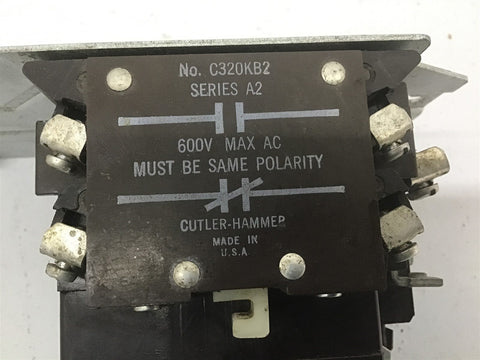 No. C320KB2
SERIES A2
600V MAX AC
MUST BE SAME POLARITY
CUTLER-HAMMER
MADE IN
U.S.A